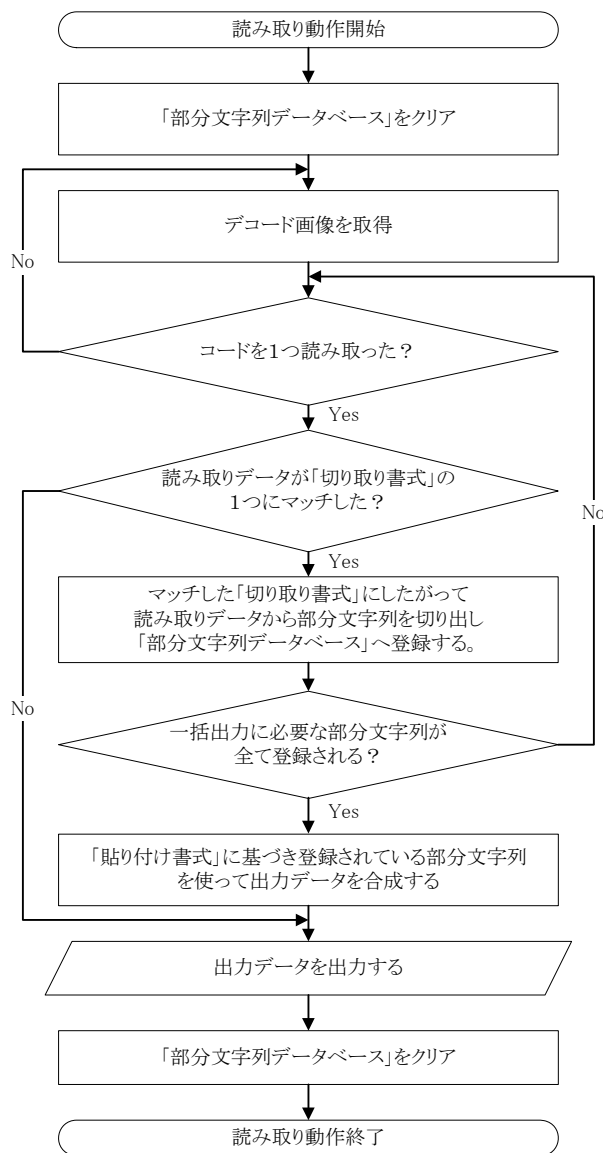 読み取り動作開始
「部分文字列データベース」をクリア
デコード画像を取得
No
コードを1つ読み取った?
Yes
読み取りデータが「切り取り書式」の
1つにマッチした?
No
Yes
マッチした「切り取り書式」にしたがって
読み取りデータから部分文字列を切り出し
「部分文字列データベース」へ登録する。
No
一括出力に必要な部分文字列が
全て登録される?
Yes
「貼り付け書式」に基づき登録されている部分文字列
を使って出力データを合成する
出力データを出力する
「部分文字列データベース」をクリア
読み取り動作終了